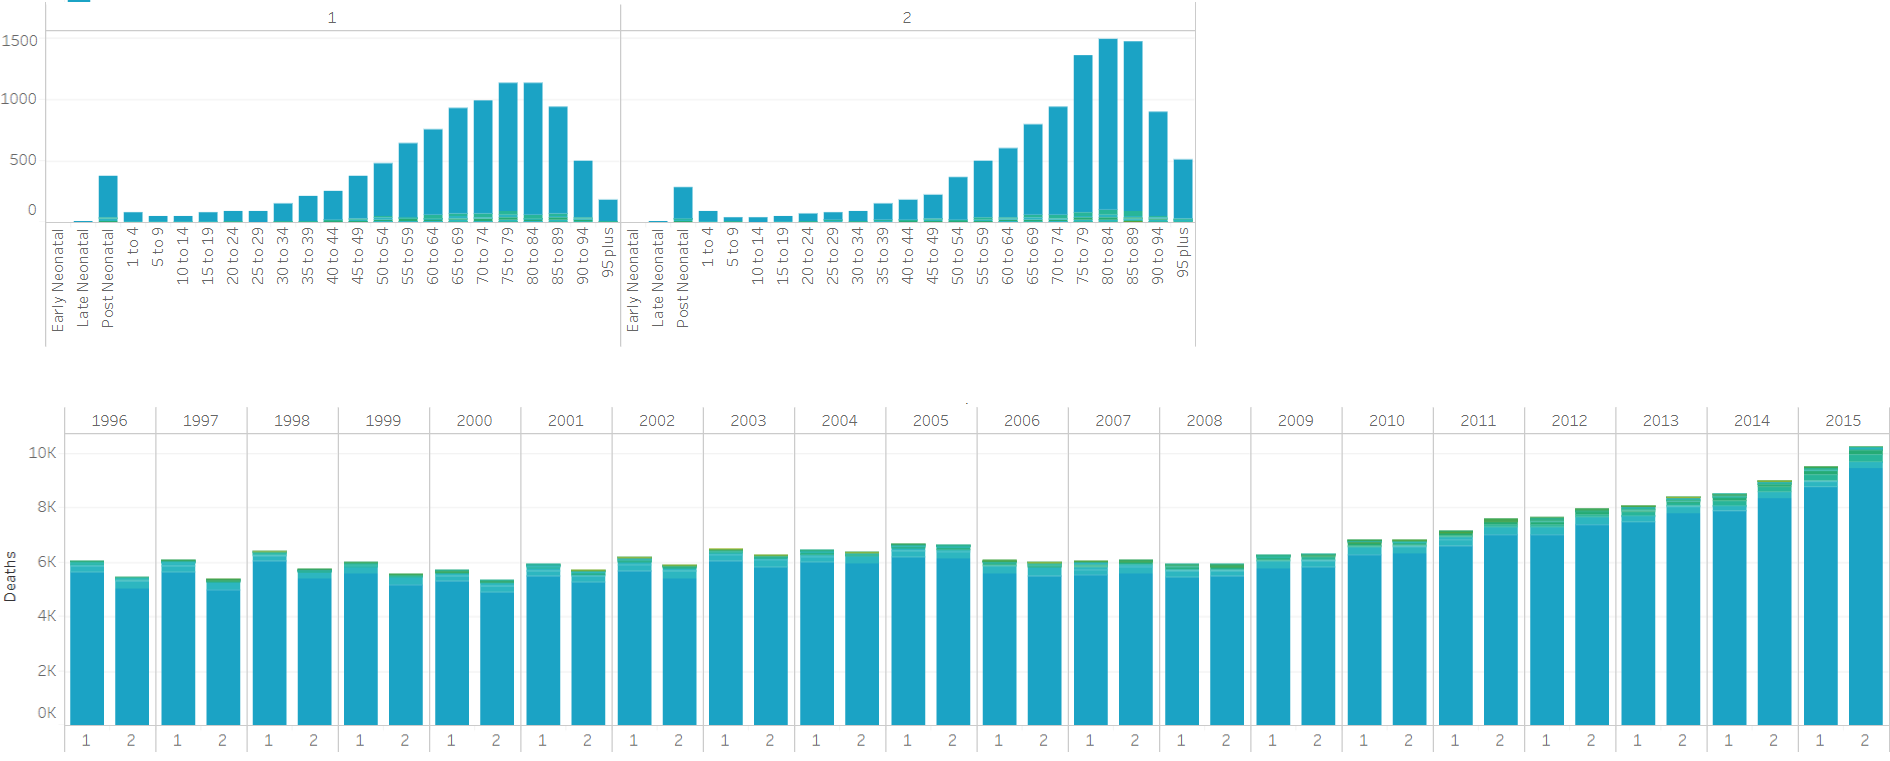 1 2
1500
1000
500
0
Early Neonatal
Late Neonatal
Post Neonatal
1 to 4
5 to 9
10 to 14
15 to 19
20 to 24
25 to 29
30 to 34
35 to 39
40 to 44
45 to 49
50 to 54
55 to 59
60 to 64
65 to 69
70 to 74
75 to 79
80 to 84
85 to 89
90 to 94
95 plus
Early Neonatal
Late Neonatal
Post Neonatal
1 to 4
5 to 9
10 to 14
15 to 19
20 to 24
25 to 29
30 to 34
35 to 39
40 to 44
45 to 49
50 to 54
55 to 59
60 to 64
65 to 69
70 to 74
75 to 79
80 to 84
85 to 89
90 to 94
95 plus
1996 1997 1998 1999 2000 2001 2002 2003 2004 2005 2006 2007 2008 2009 2010 2011 2012 2013 2014 2015
10K
8K
6K
4K
2K
0K
Deaths
1 2 1 2 1 2 1 2 1 2 1 2 1 2 1 2 1 2 1 2 1 2 1 2 1 2 1 2 1 2 1 2 1 2 1 2 1 2 1 2